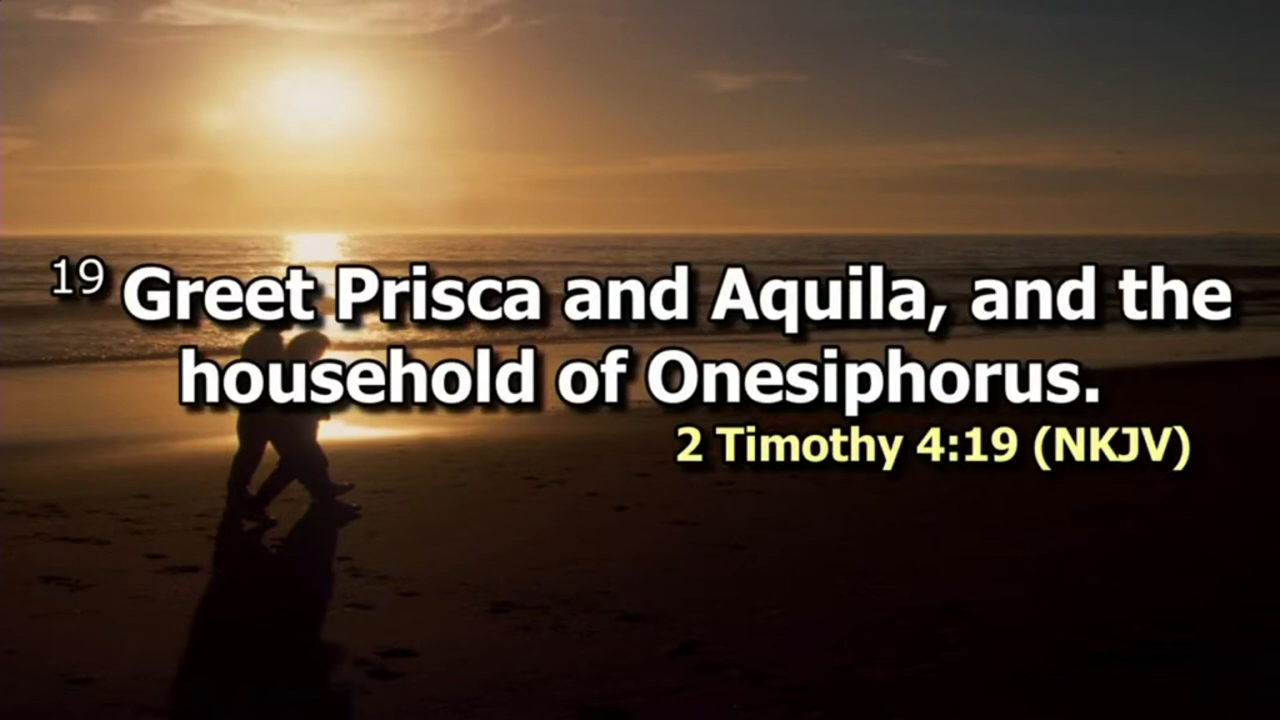 19 Greet Prisca and Aquila, and the
household of Onesiphorus.
2 Timothy 4:19 (NKJV)